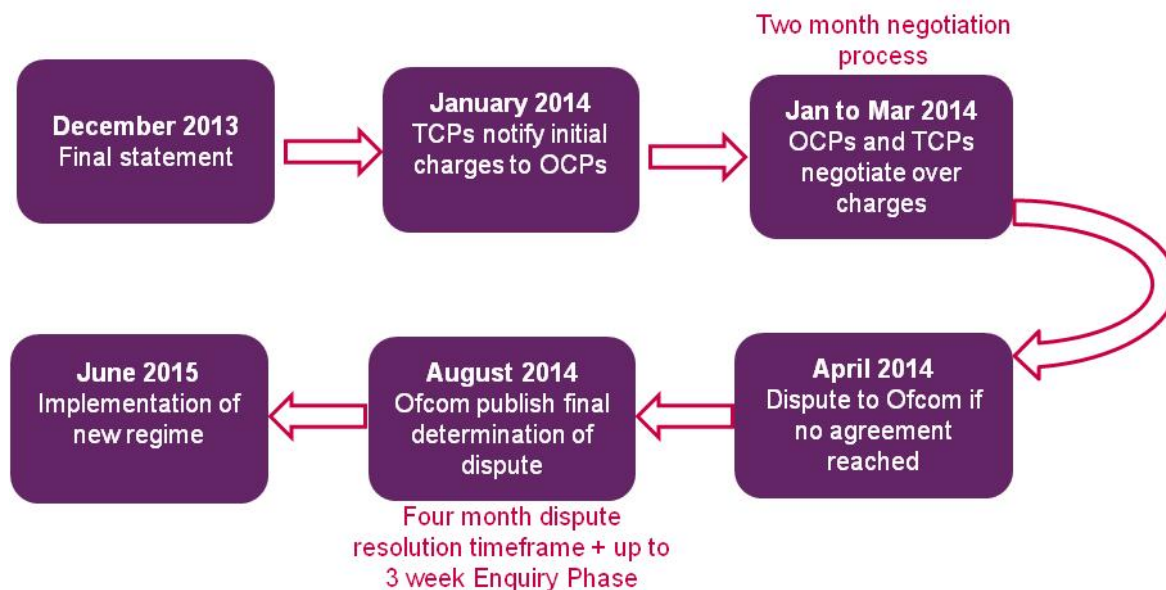 December 2013
Final statement
January 2014
TCPs notify initial
charges to OCPs
Two month negotiation
process
Jan to Mar 2014
OCPs and TCPs
negotiate over
charges
April 2014
Dispute to Ofcom if
no agreement
reached
August 2014
Ofcom publish final
determination of
dispute
Four month dispute
resolution timeframe + up to
3 week Enquiry Phase
June 2015
Implementation of
new regime